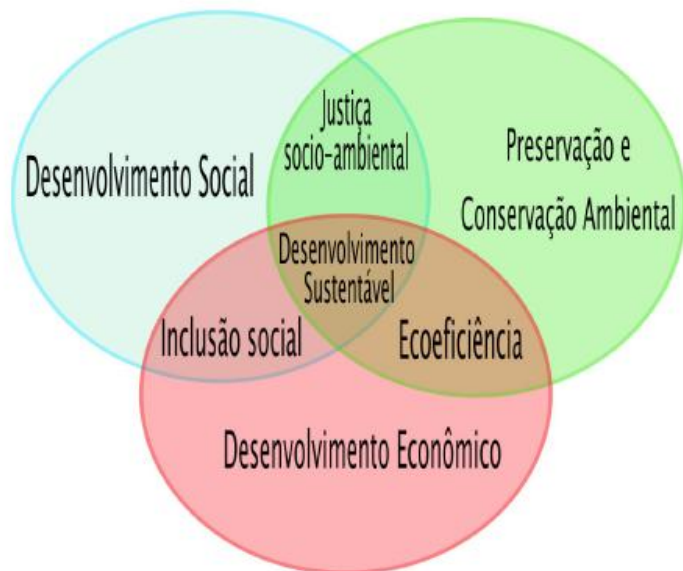 Justiça
socio-ambiental
Desenvolvimento Social
Preservação e
Conservação Ambiental
Desenvolvimento
Sustentável
Inclusão social
Ecoeficiência
Desenvolvimento Econômico